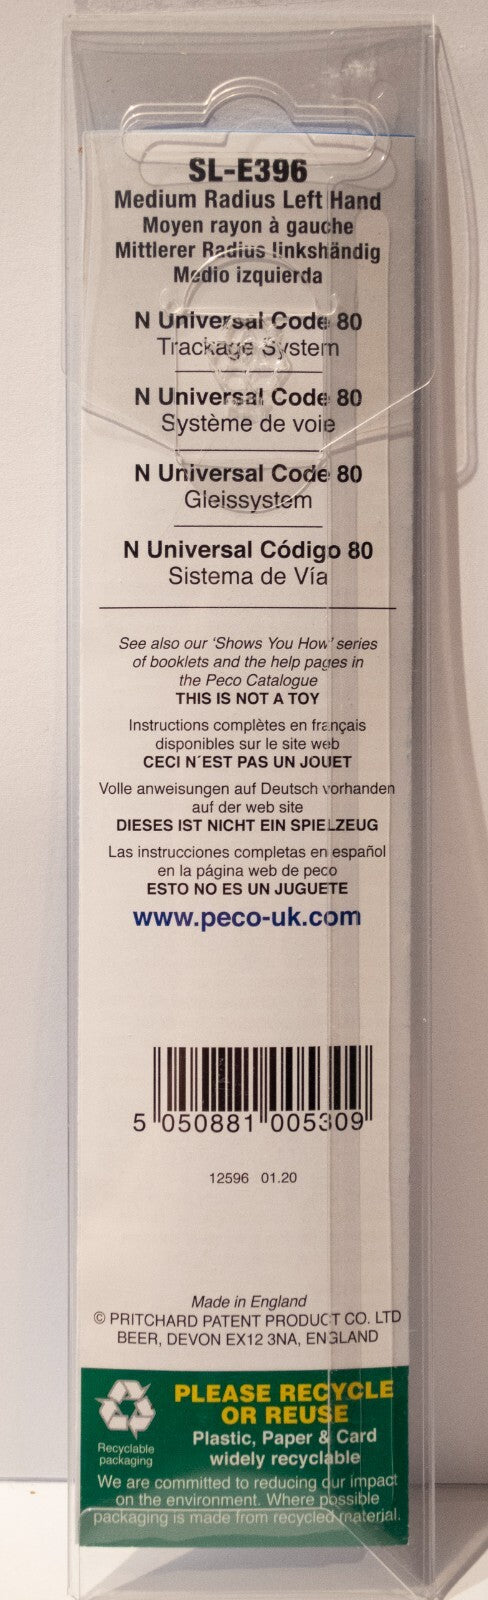 SL-E396
Medium Radius Left Hand
Moyen rayon à gauche
Mittlerer Radius linkshändig
Medio izquierda
N Universal Code 80
Trackage System
N Universal Code 80
Système de voie
N Universal Code 80
Gleissystem
N Universal Código 80
Sistema de Vía
See also our ‘Shows You How’ series
of booklets and the help pages in
the Peco Catalogue
THIS IS NOT A TOY
Instructions complètes en français
disponibles sur le site web
CECI N´EST PAS UN JOUET
Volle anweisungen auf Deutsch vorhanden
auf der web site
DIESES IST NICHT EIN SPIELZEUG
Las instrucciones completas en español
en la página web de peco
ESTO NO ES UN JUGUETE
www.peco-uk.com
5 050881 005309
12596 01.20
Made in England
© PRITCHARD PATENT PRODUCT CO. LTD
BEER, DEVON EX12 3NA, ENGLAND
PLEASE RECYCLE
OR REUSE
Plastic, Paper & Card
widely recyclable
Recyclable
packaging
We are committed to reducing our impact
on the environment. Where possible
packaging is made from recycled material.